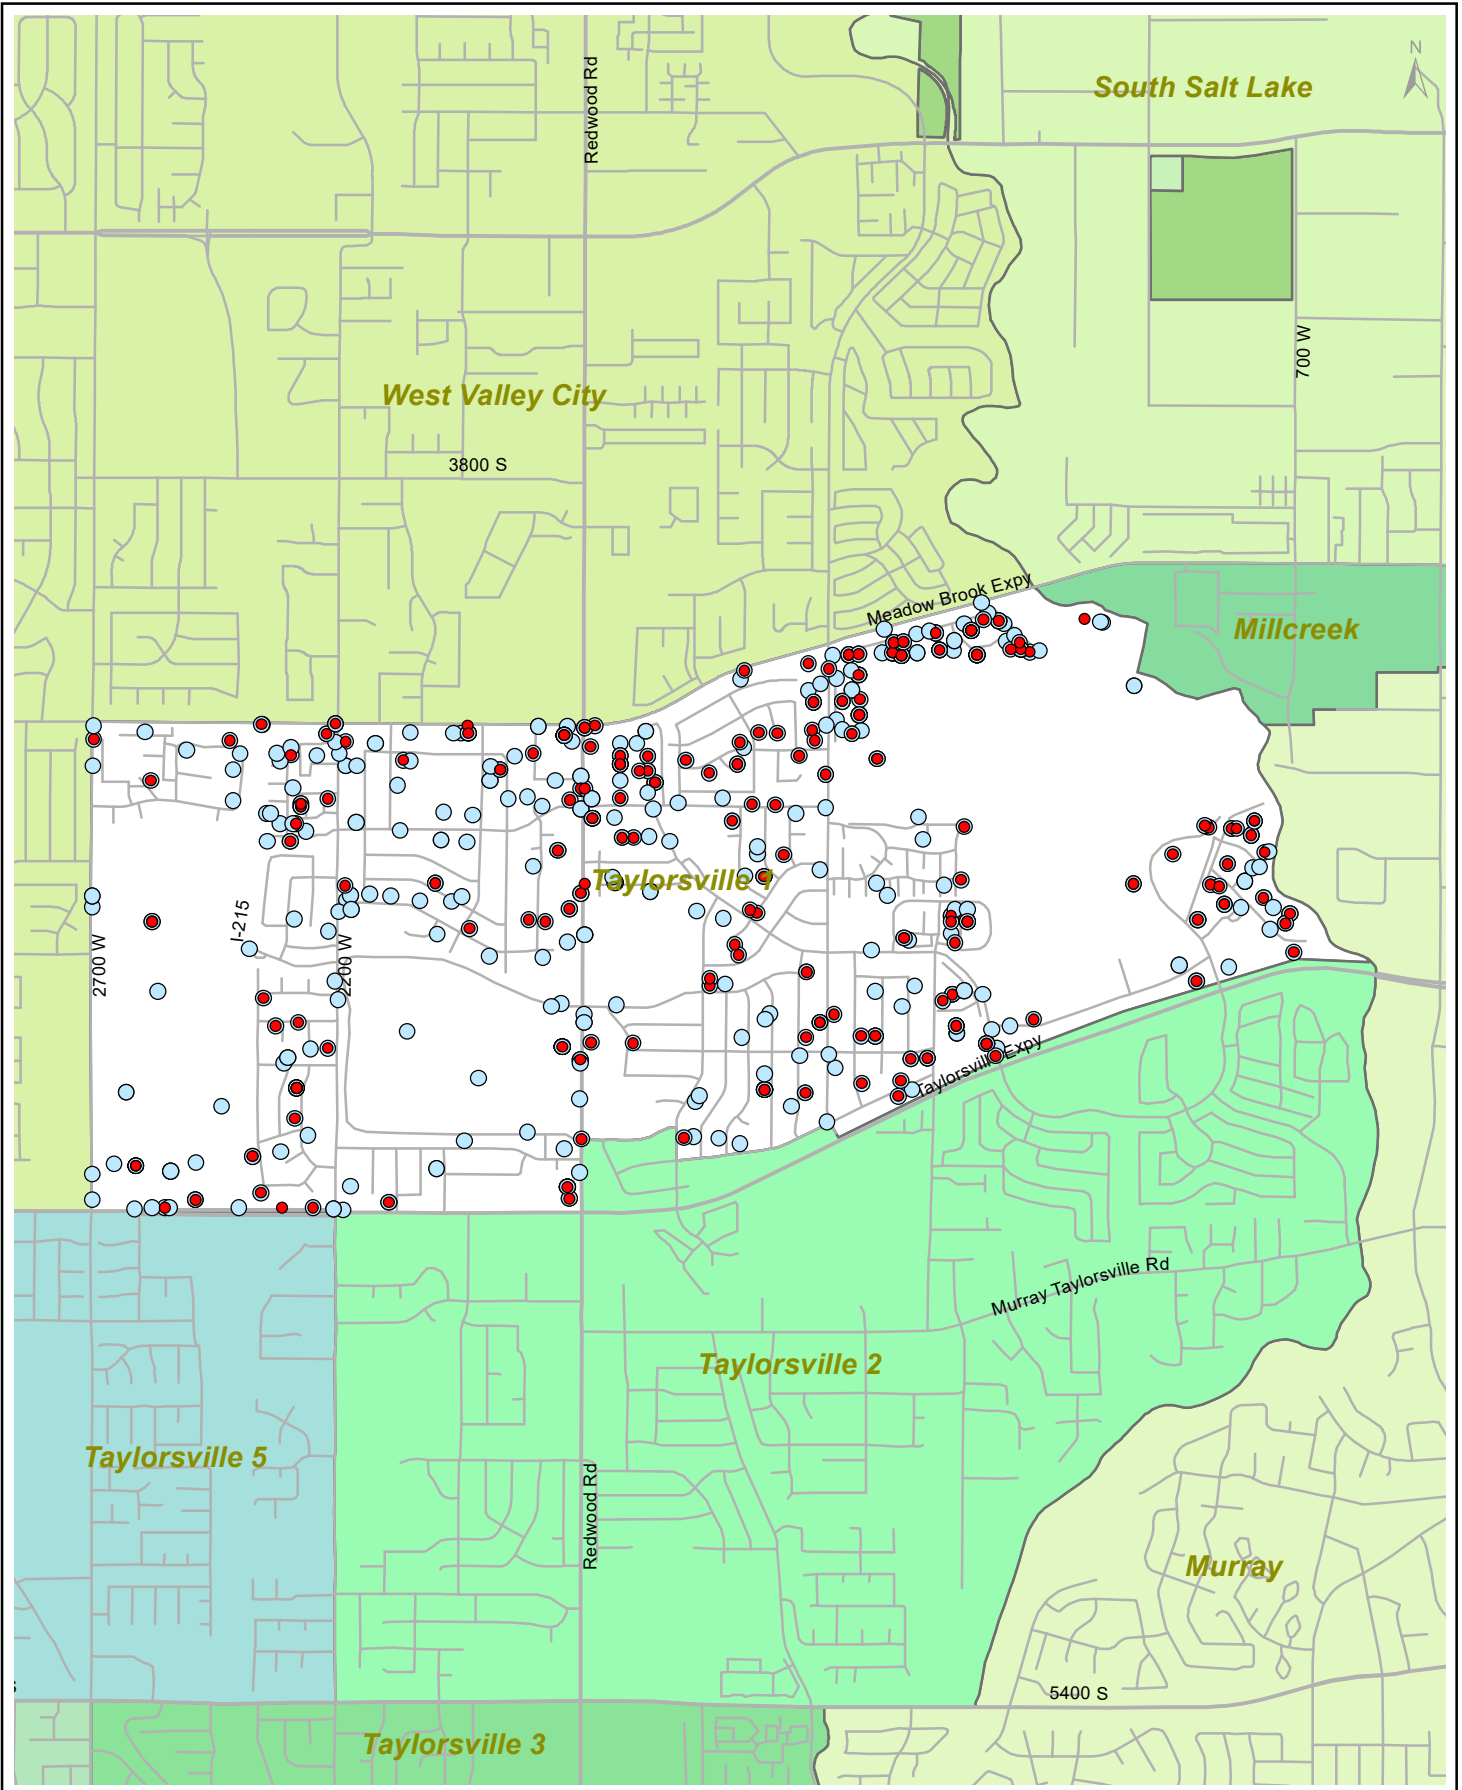 N
South Salt Lake
Redwood Rd
700 W
West Valley City
3800 S
Meadow Brook Expy
Millcreek
Taylorsville 1
I-215
2700 W
2200 W
Taylorsville Expy
Murray Taylorsville Rd
Taylorsville 2
Taylorsville 5
Redwood Rd
Murray
5400 S
Taylorsville 3